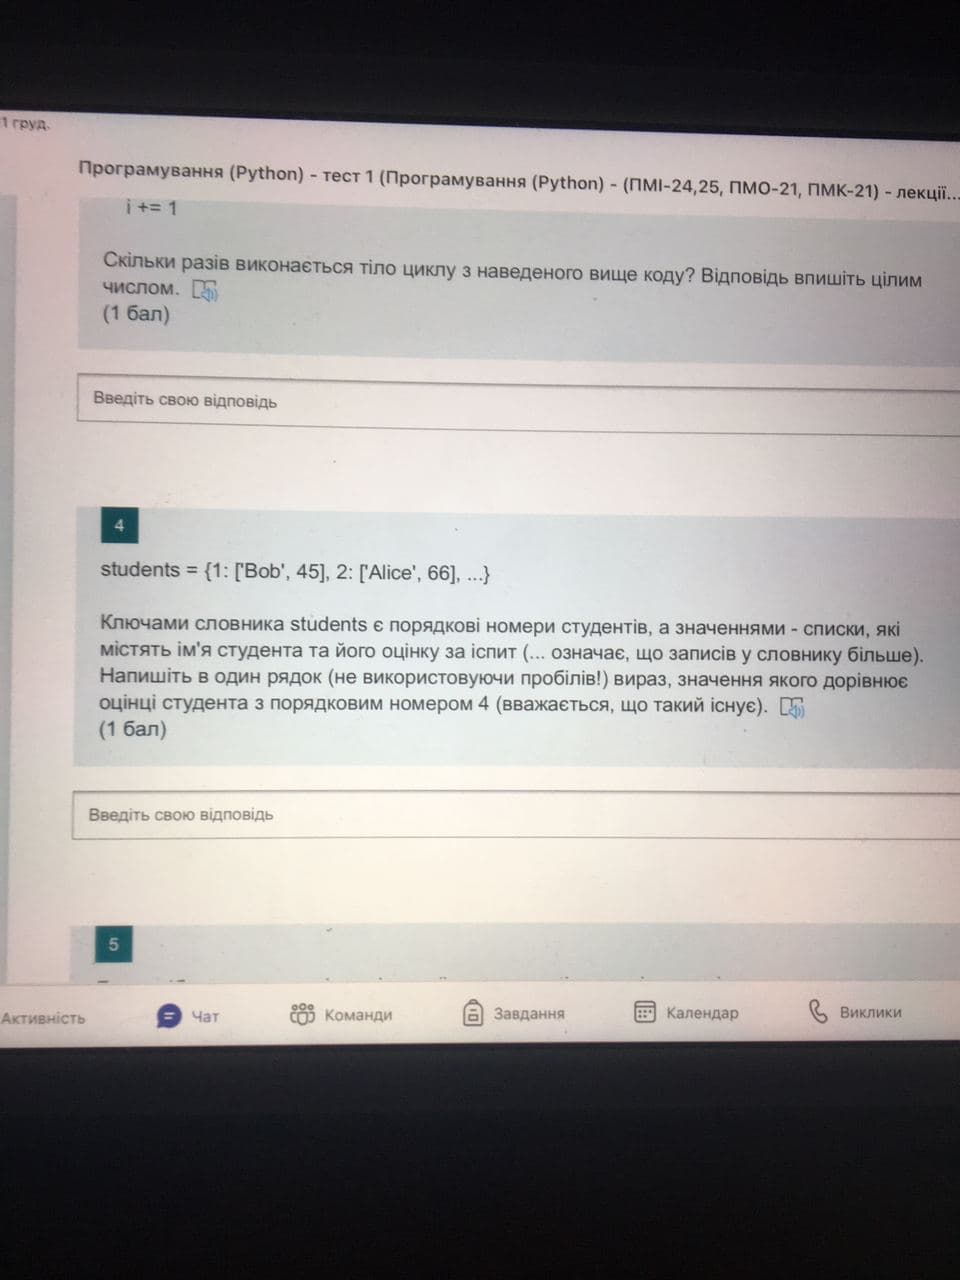 1 груд.
Програмування (Python) - тест 1 (Програмування (Python) - (ПМІ-24,25, ПМО-21, ПМК-21) - лекції...
i += 1
Скільки разів виконається тіло циклу з наведеного вище коду? Відповідь впишіть цілим
числом.
(1 бал)
Введіть свою відповідь
4
students = {1: ['Bob', 45], 2: ['Alice', 66], ...}
Ключами словника students є порядкові номери студентів, а значеннями - списки, які
містять ім'я студента та його оцінку за іспит (... означає, що записів у словнику більше).
Напишіть в один рядок (не використовуючи пробілів!) вираз, значення якого дорівнює
оцінці студента з порядковим номером 4 (вважається, що такий існує).
(1 бал)
Введіть свою відповідь
5
Активність Чат Команди Завдання Календар Виклики